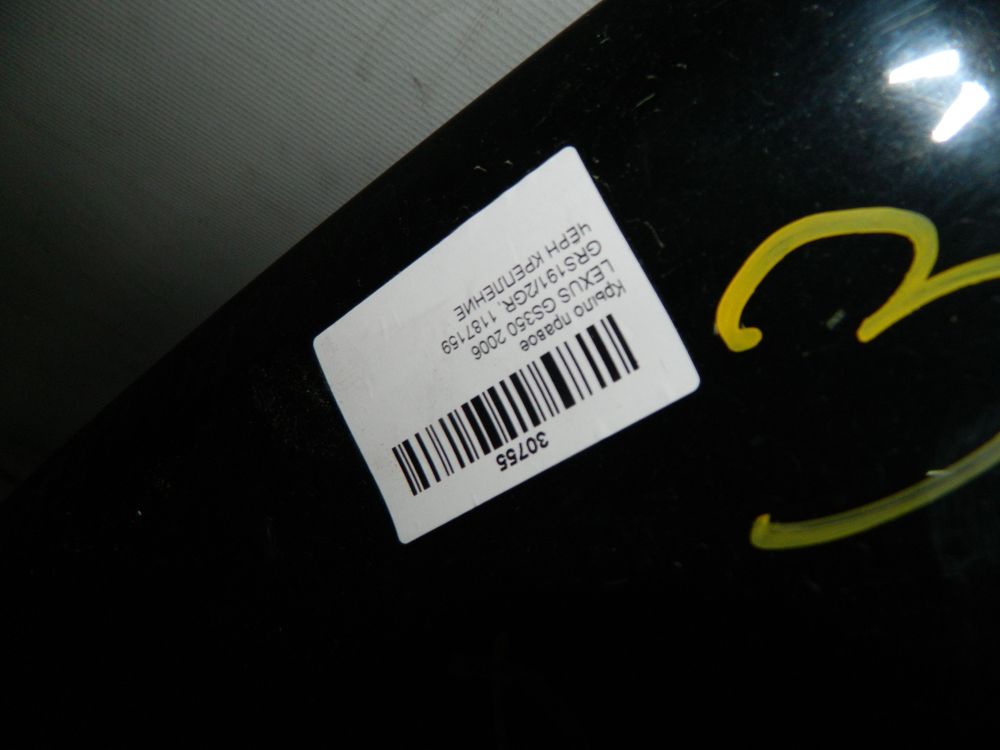 30755
Крыло правое
LEXUS GS350 2006
GRS191/2GR, 1187159
ЧЕРН КРЕПЛЕНИЕ